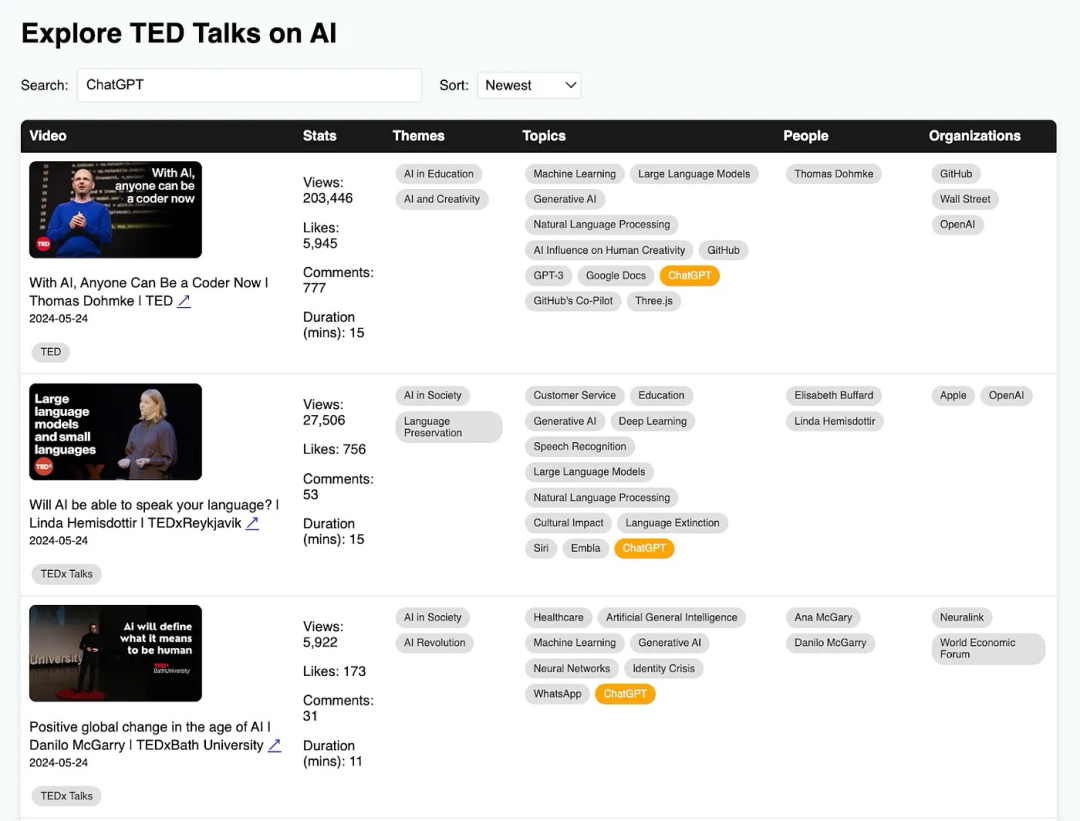 Explore TED Talks on AI
Search: ChatGPT Sort: Newest
Video Stats Themes Topics People Organizations
With AI,
anyone can be
a coder now
TED
With AI, Anyone Can Be a Coder Now |
Thomas Dohmke | TED
2024-05-24
TED
Views:
203,446
Likes:
5,945
Comments:
777
Duration
(mins): 15
AI in Education
AI and Creativity
Machine Learning Large Language Models
Generative AI
Natural Language Processing
AI Influence on Human Creativity GitHub
GPT-3 Google Docs ChatGPT
GitHub's Co-Pilot Three.js
Thomas Dohmke
GitHub
Wall Street
OpenAI
Large
language
models
and small
languages
TEDx
Will AI be able to speak your language? |
Linda Hemisdottir | TEDxReykjavik
2024-05-24
TEDx Talks
Views:
27,506
Likes: 756
Comments:
53
Duration
(mins): 15
AI in Society
Language
Preservation
Customer Service Education
Generative AI Deep Learning
Speech Recognition
Large Language Models
Natural Language Processing
Cultural Impact Language Extinction
Siri Embla ChatGPT
Elisabeth Buffard
Linda Hemisdottir
Apple OpenAI
Ai will define
what it means
to be human
TEDx
BathUniversity
University
Positive global change in the age of AI |
Danilo McGarry | TEDxBath University
2024-05-24
TEDx Talks
Views:
5,922
Likes: 173
Comments:
31
Duration
(mins): 11
AI in Society
AI Revolution
Healthcare Artificial General Intelligence
Machine Learning Generative AI
Neural Networks Identity Crisis
WhatsApp ChatGPT
Ana McGary
Danilo McGarry
Neuralink
World Economic
Forum